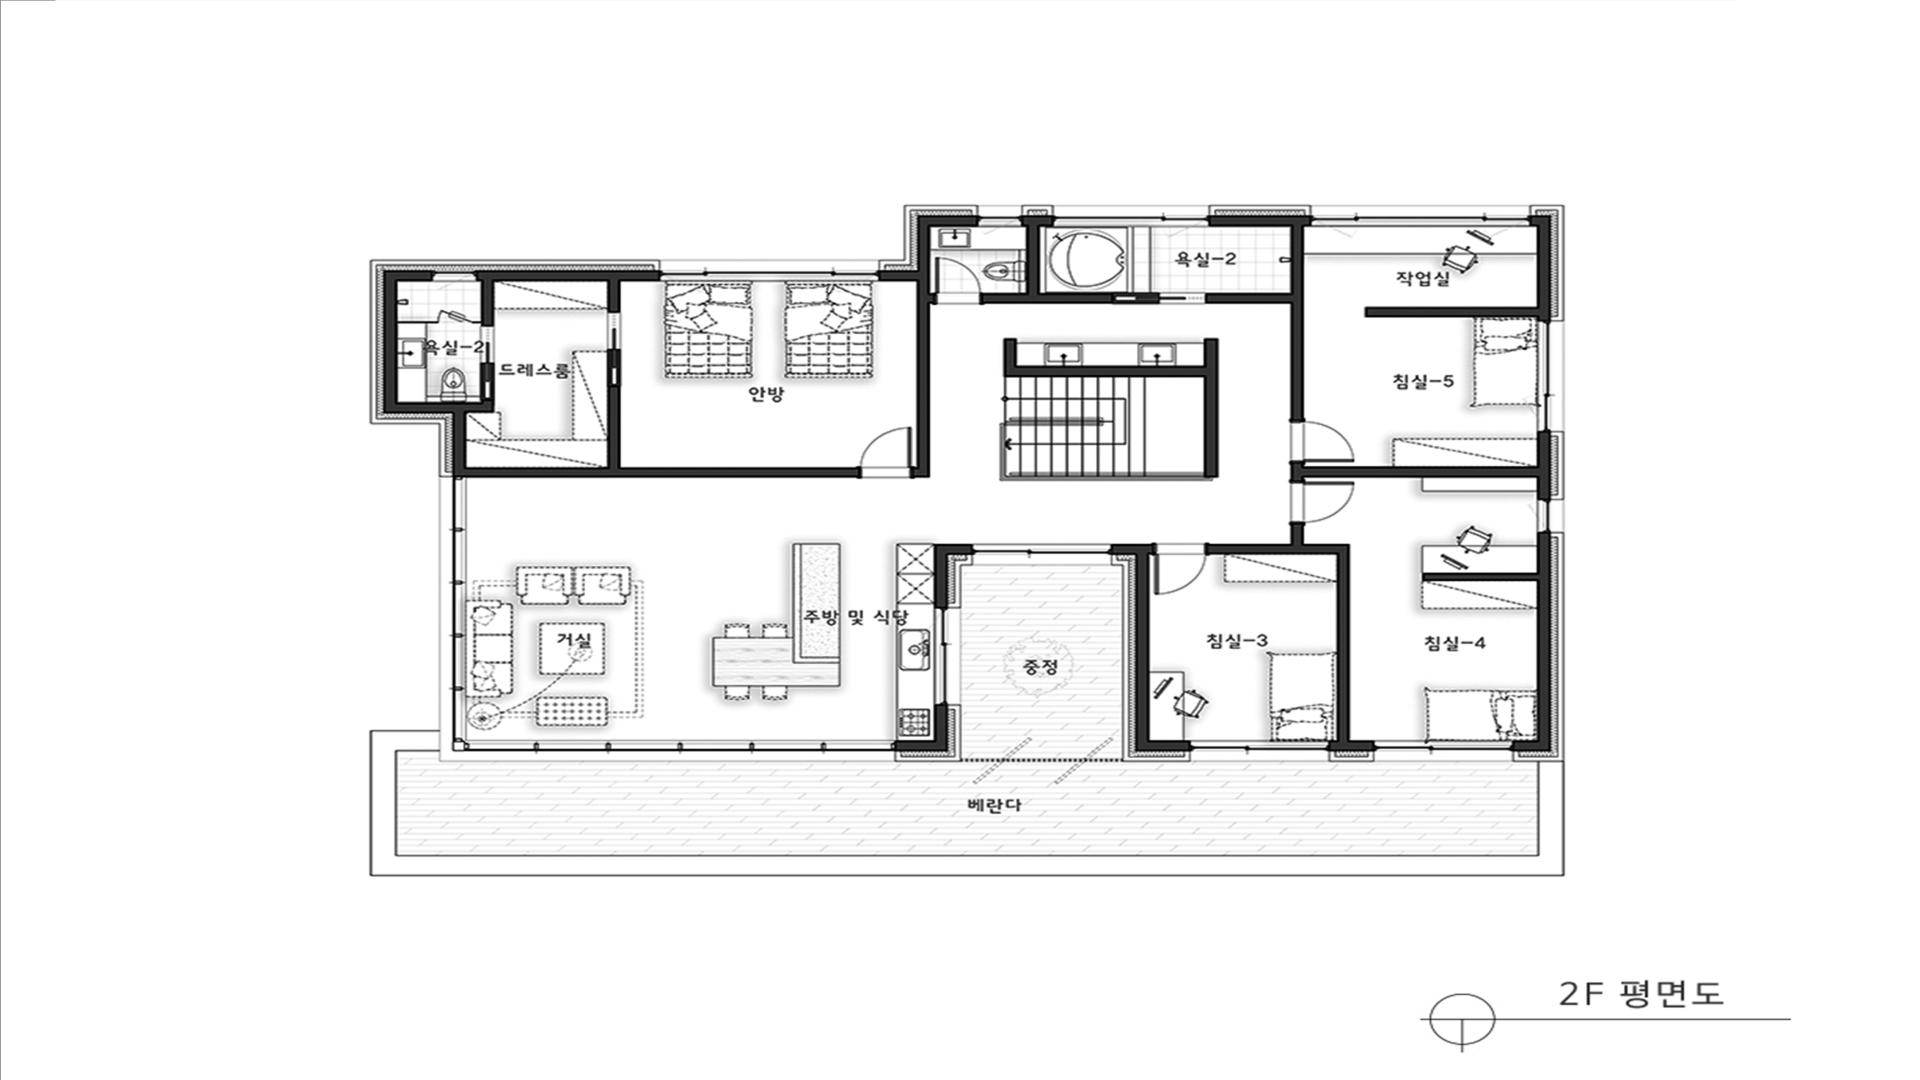 욕실-2
작업실
욕실-2
드레스룸
안방
침실-5
주방 및 식당
거실
중정
침실-3
침실-4
베란다
2F 평면도